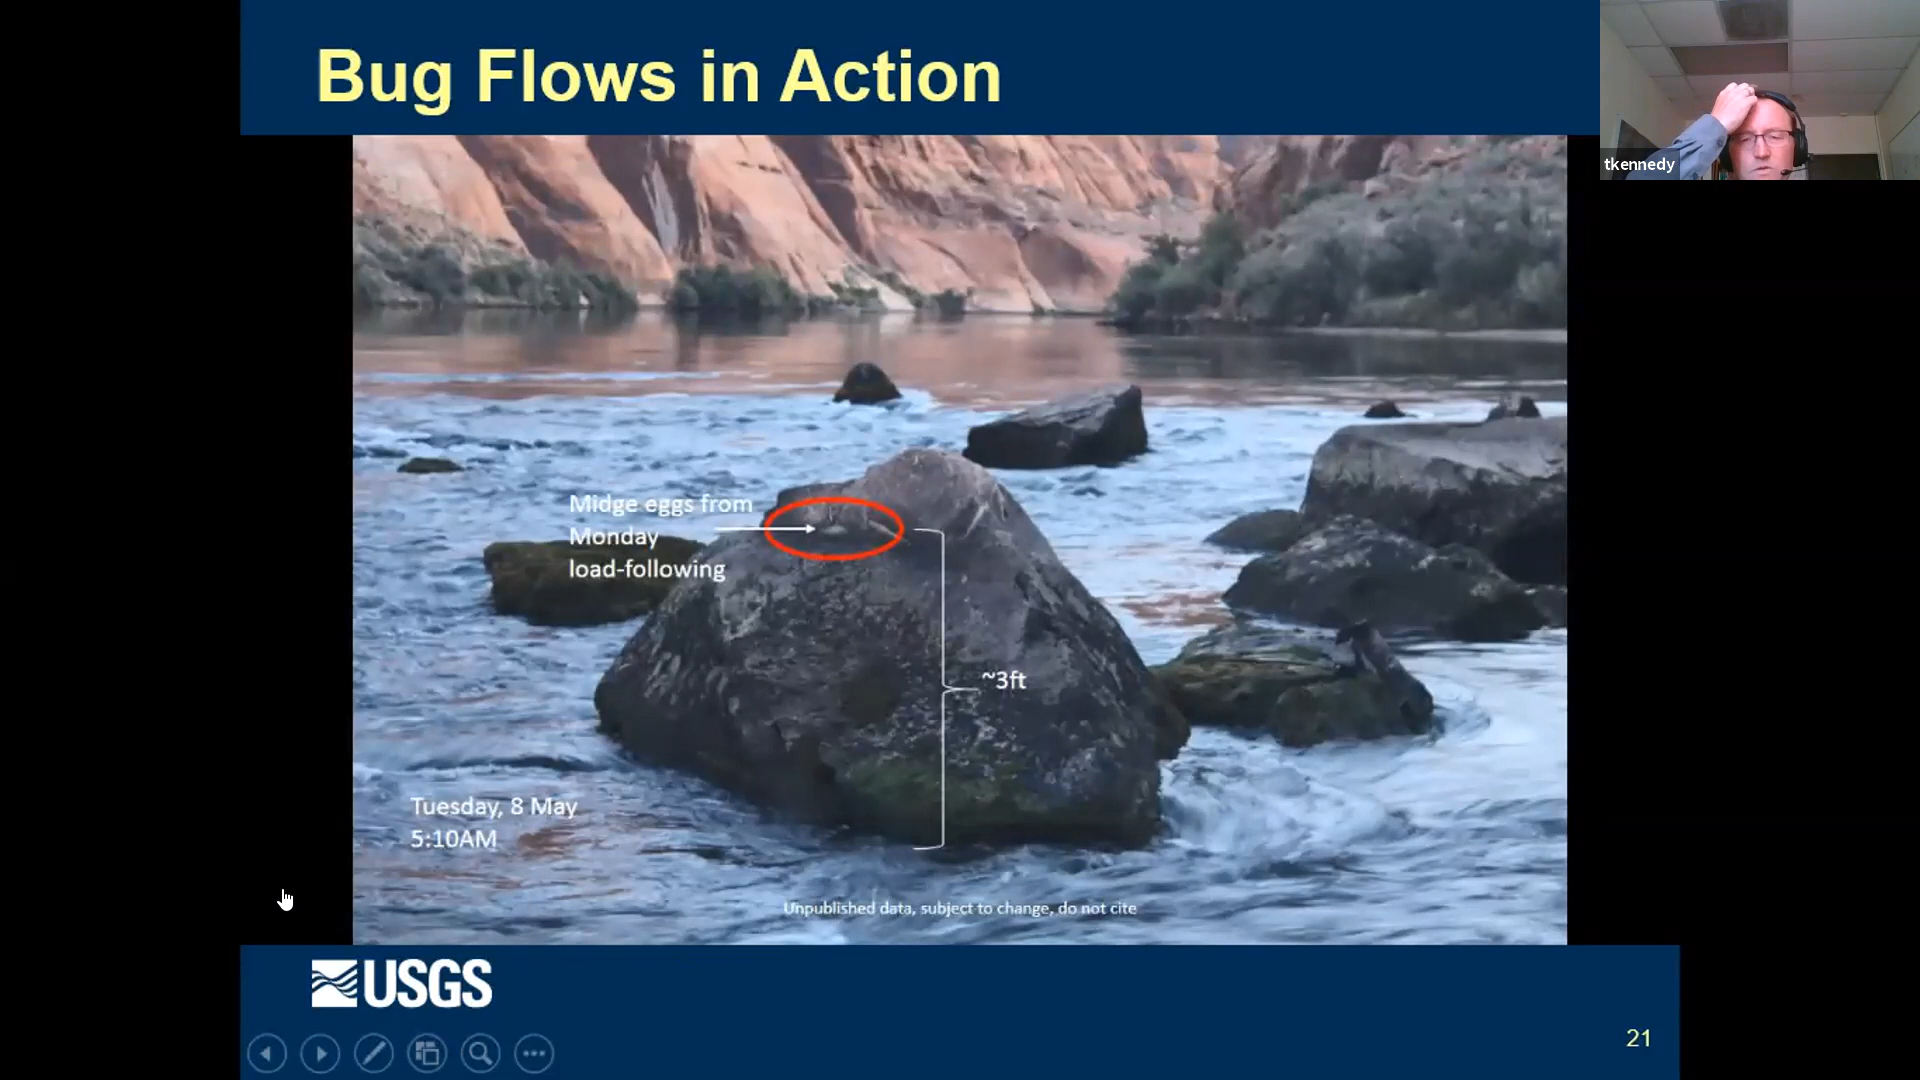 Bug Flows in Action
tkennedy
Midge eggs from
Monday
load-following
~3ft
Tuesday, 8 May
5:10AM
Unpublished data, subject to change, do not cite
USGS
21